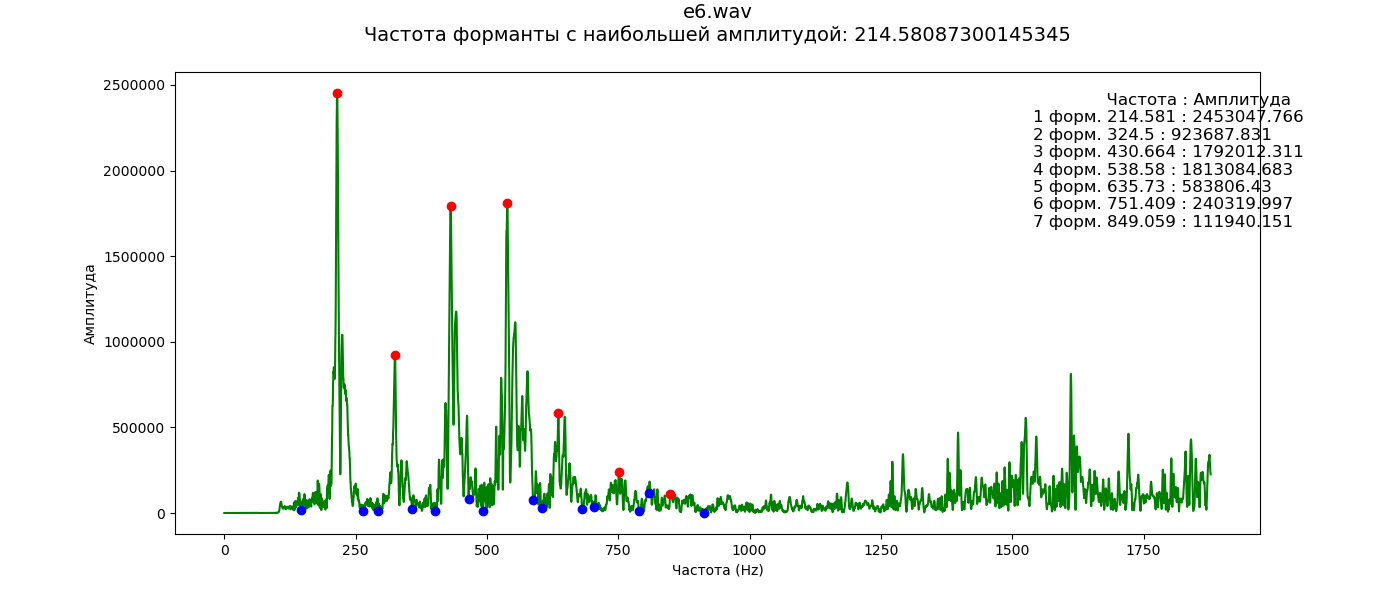 e6.wav
Частота форманты с наибольшей амплитудой: 214.58087300145345
Частота : Амплитуда
1 форм. 214.581 : 2453047.766
2 форм. 324.5 : 923687.831
3 форм. 430.664 : 1792012.311
4 форм. 538.58 : 1813084.683
5 форм. 635.73 : 583806.43
6 форм. 751.409 : 240319.997
7 форм. 849.059 : 111940.151
Амплитуда
2500000
2000000
1500000
1000000
500000
0
0 250 500 750 1000 1250 1500 1750
Частота (Hz)